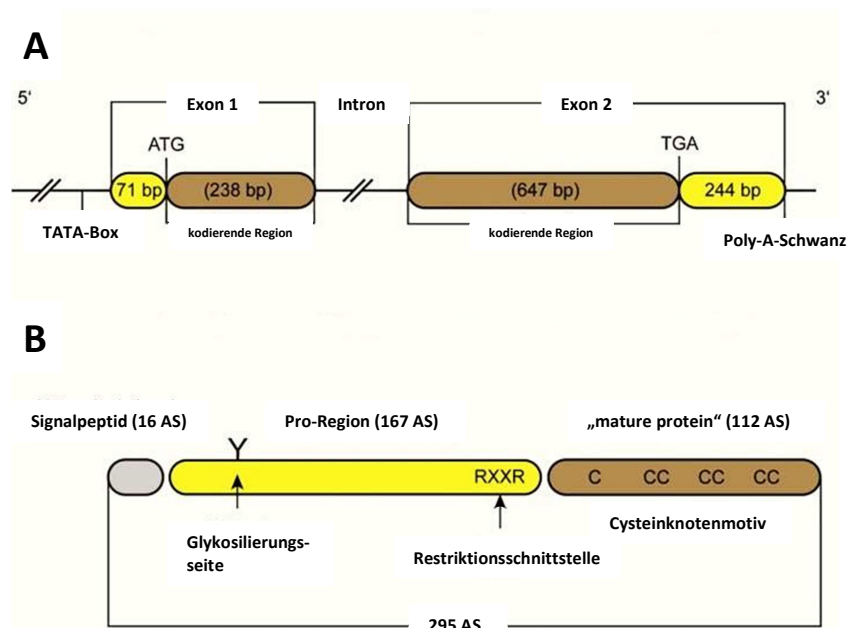 A
5‘
Exon 1
Intron
Exon 2
3‘
ATG
TGA
71 bp
(238 bp)
(647 bp)
244 bp
TATA-Box
kodierende Region
kodierende Region
Poly-A-Schwanz
B
Signalpeptid (16 AS)
Pro-Region (167 AS)
„mature protein“ (112 AS)
Y
RXXR
C CC CC CC
Glykosilierungs-
seite
Restriktionsschnittstelle
Cysteinknotenmotiv
295 AS